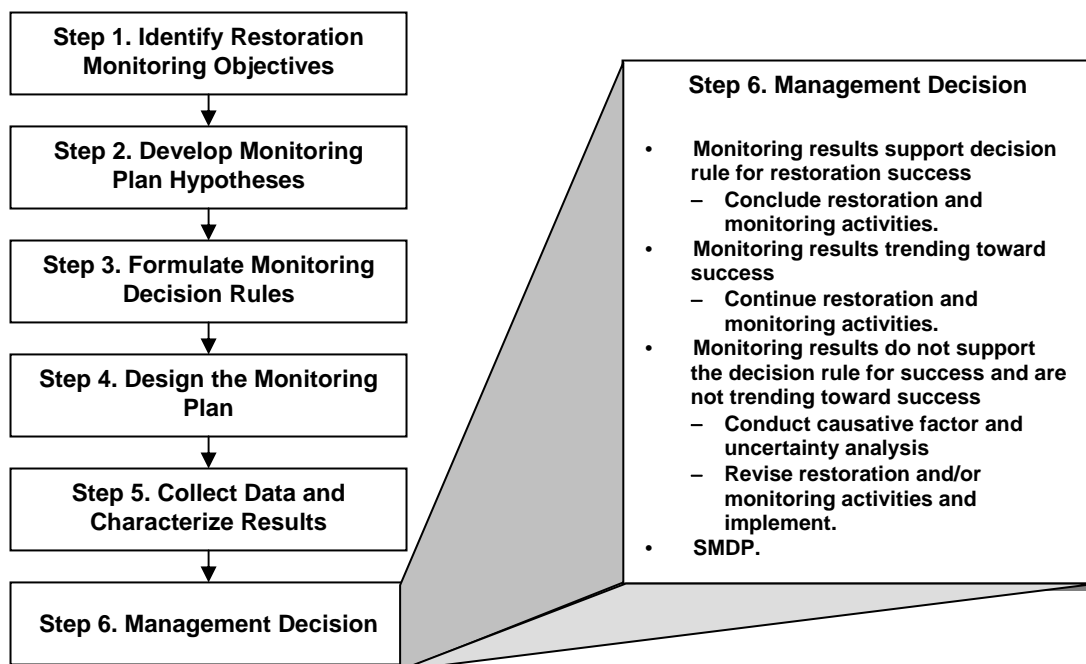 Step 1. Identify Restoration
Monitoring Objectives
Step 2. Develop Monitoring
Plan Hypotheses
Step 3. Formulate Monitoring
Decision Rules
Step 4. Design the Monitoring
Plan
Step 5. Collect Data and
Characterize Results
Step 6. Management Decision
Step 6. Management Decision
• Monitoring results support decision
rule for restoration success
– Conclude restoration and
monitoring activities.
• Monitoring results trending toward
success
– Continue restoration and
monitoring activities.
• Monitoring results do not support
the decision rule for success and are
not trending toward success
– Conduct causative factor and
uncertainty analysis
– Revise restoration and/or
monitoring activities and
implement.
• SMDP.